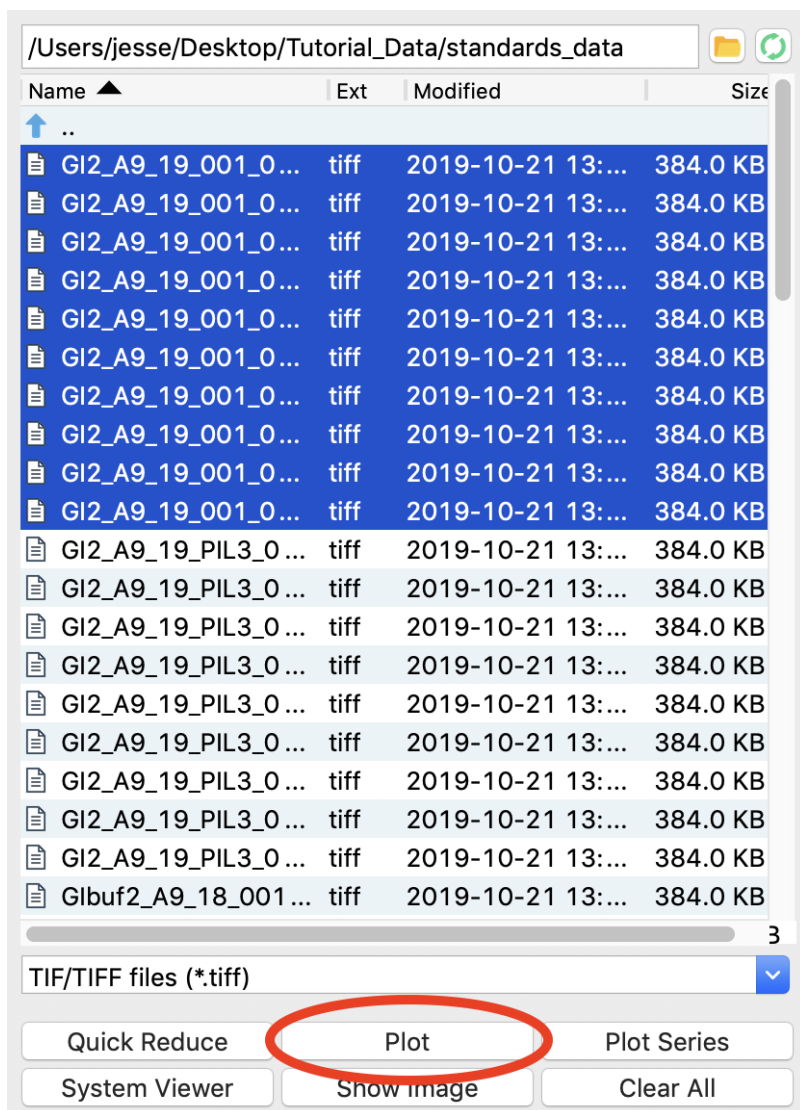 /Users/jesse/Desktop/Tutorial_Data/standards_data
Name Ext Modified Size
..
GI2_A9_19_001_0... tiff 2019-10-21 13:... 384.0 KB
GI2_A9_19_001_0... tiff 2019-10-21 13:... 384.0 KB
GI2_A9_19_001_0... tiff 2019-10-21 13:... 384.0 KB
GI2_A9_19_001_0... tiff 2019-10-21 13:... 384.0 KB
GI2_A9_19_001_0... tiff 2019-10-21 13:... 384.0 KB
GI2_A9_19_001_0... tiff 2019-10-21 13:... 384.0 KB
GI2_A9_19_001_0... tiff 2019-10-21 13:... 384.0 KB
GI2_A9_19_001_0... tiff 2019-10-21 13:... 384.0 KB
GI2_A9_19_001_0... tiff 2019-10-21 13:... 384.0 KB
GI2_A9_19_001_0... tiff 2019-10-21 13:... 384.0 KB
GI2_A9_19_PIL3_0... tiff 2019-10-21 13:... 384.0 KB
GI2_A9_19_PIL3_0... tiff 2019-10-21 13:... 384.0 KB
GI2_A9_19_PIL3_0... tiff 2019-10-21 13:... 384.0 KB
GI2_A9_19_PIL3_0... tiff 2019-10-21 13:... 384.0 KB
GI2_A9_19_PIL3_0... tiff 2019-10-21 13:... 384.0 KB
GI2_A9_19_PIL3_0... tiff 2019-10-21 13:... 384.0 KB
GI2_A9_19_PIL3_0... tiff 2019-10-21 13:... 384.0 KB
GI2_A9_19_PIL3_0... tiff 2019-10-21 13:... 384.0 KB
GI2_A9_19_PIL3_0... tiff 2019-10-21 13:... 384.0 KB
GIbuf2_A9_18_001... tiff 2019-10-21 13:... 384.0 KB
TIF/TIFF files (*.tiff)
Quick Reduce Plot Plot Series
System Viewer Show Image Clear All